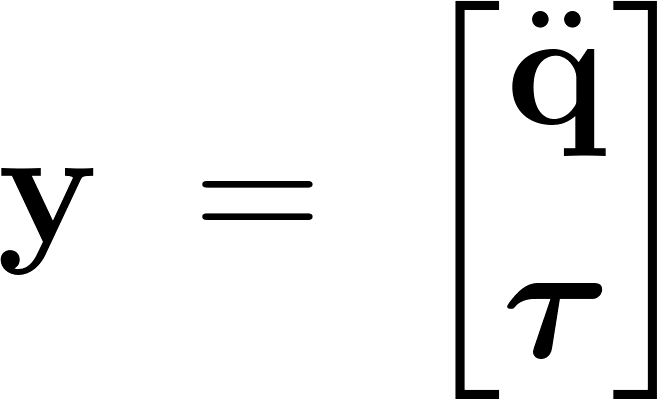 y = [q̈
τ]